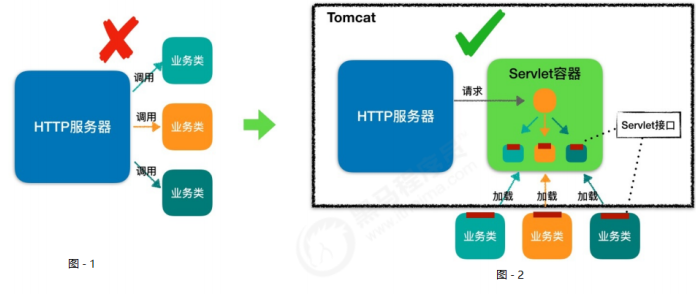 HTTP服务器
调用
业务类
调用
业务类
调用
业务类
图 - 1
Tomcat
HTTP服务器
请求
Servlet容器
Servlet接口
加载
加载
加载
业务类
业务类
业务类
图 - 2